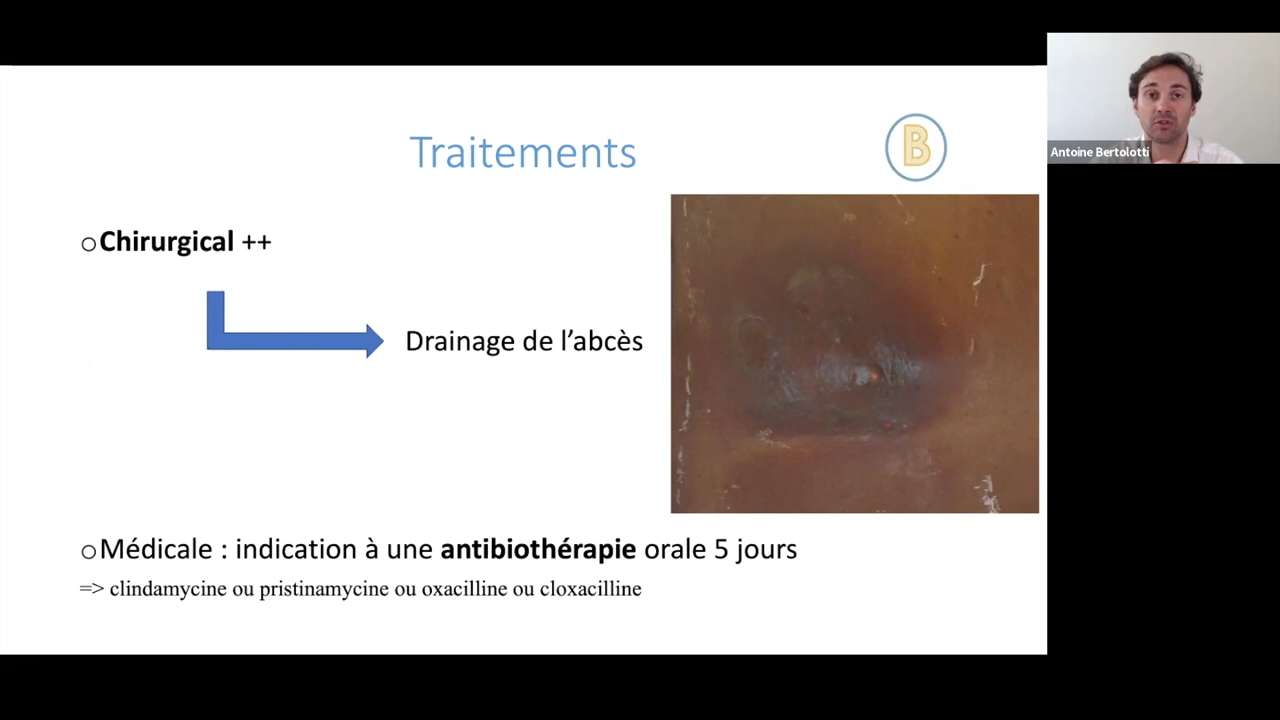 Traitements
B
Antoine Bertolotti
○Chirurgical ++
Drainage de l’abcès
○Médicale : indication à une antibiothérapie orale 5 jours
=> clindamycine ou pristinamycine ou oxacilline ou cloxacilline